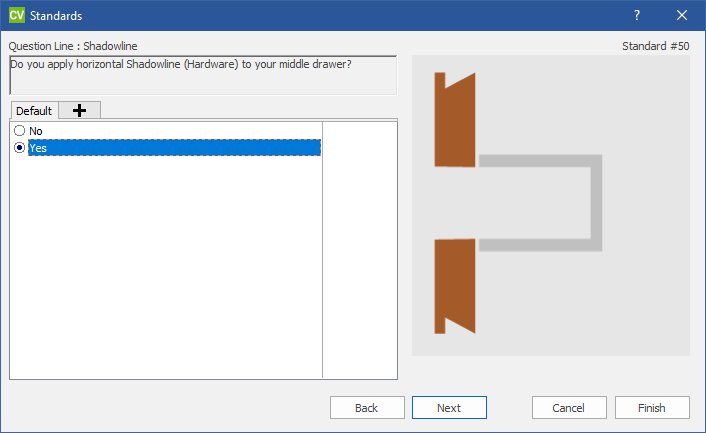 CV Standards
Question Line : Shadowline
Standard #50
Do you apply horizontal Shadowline (Hardware) to your middle drawer?
Default
No
Yes
Back
Next
Cancel
Finish